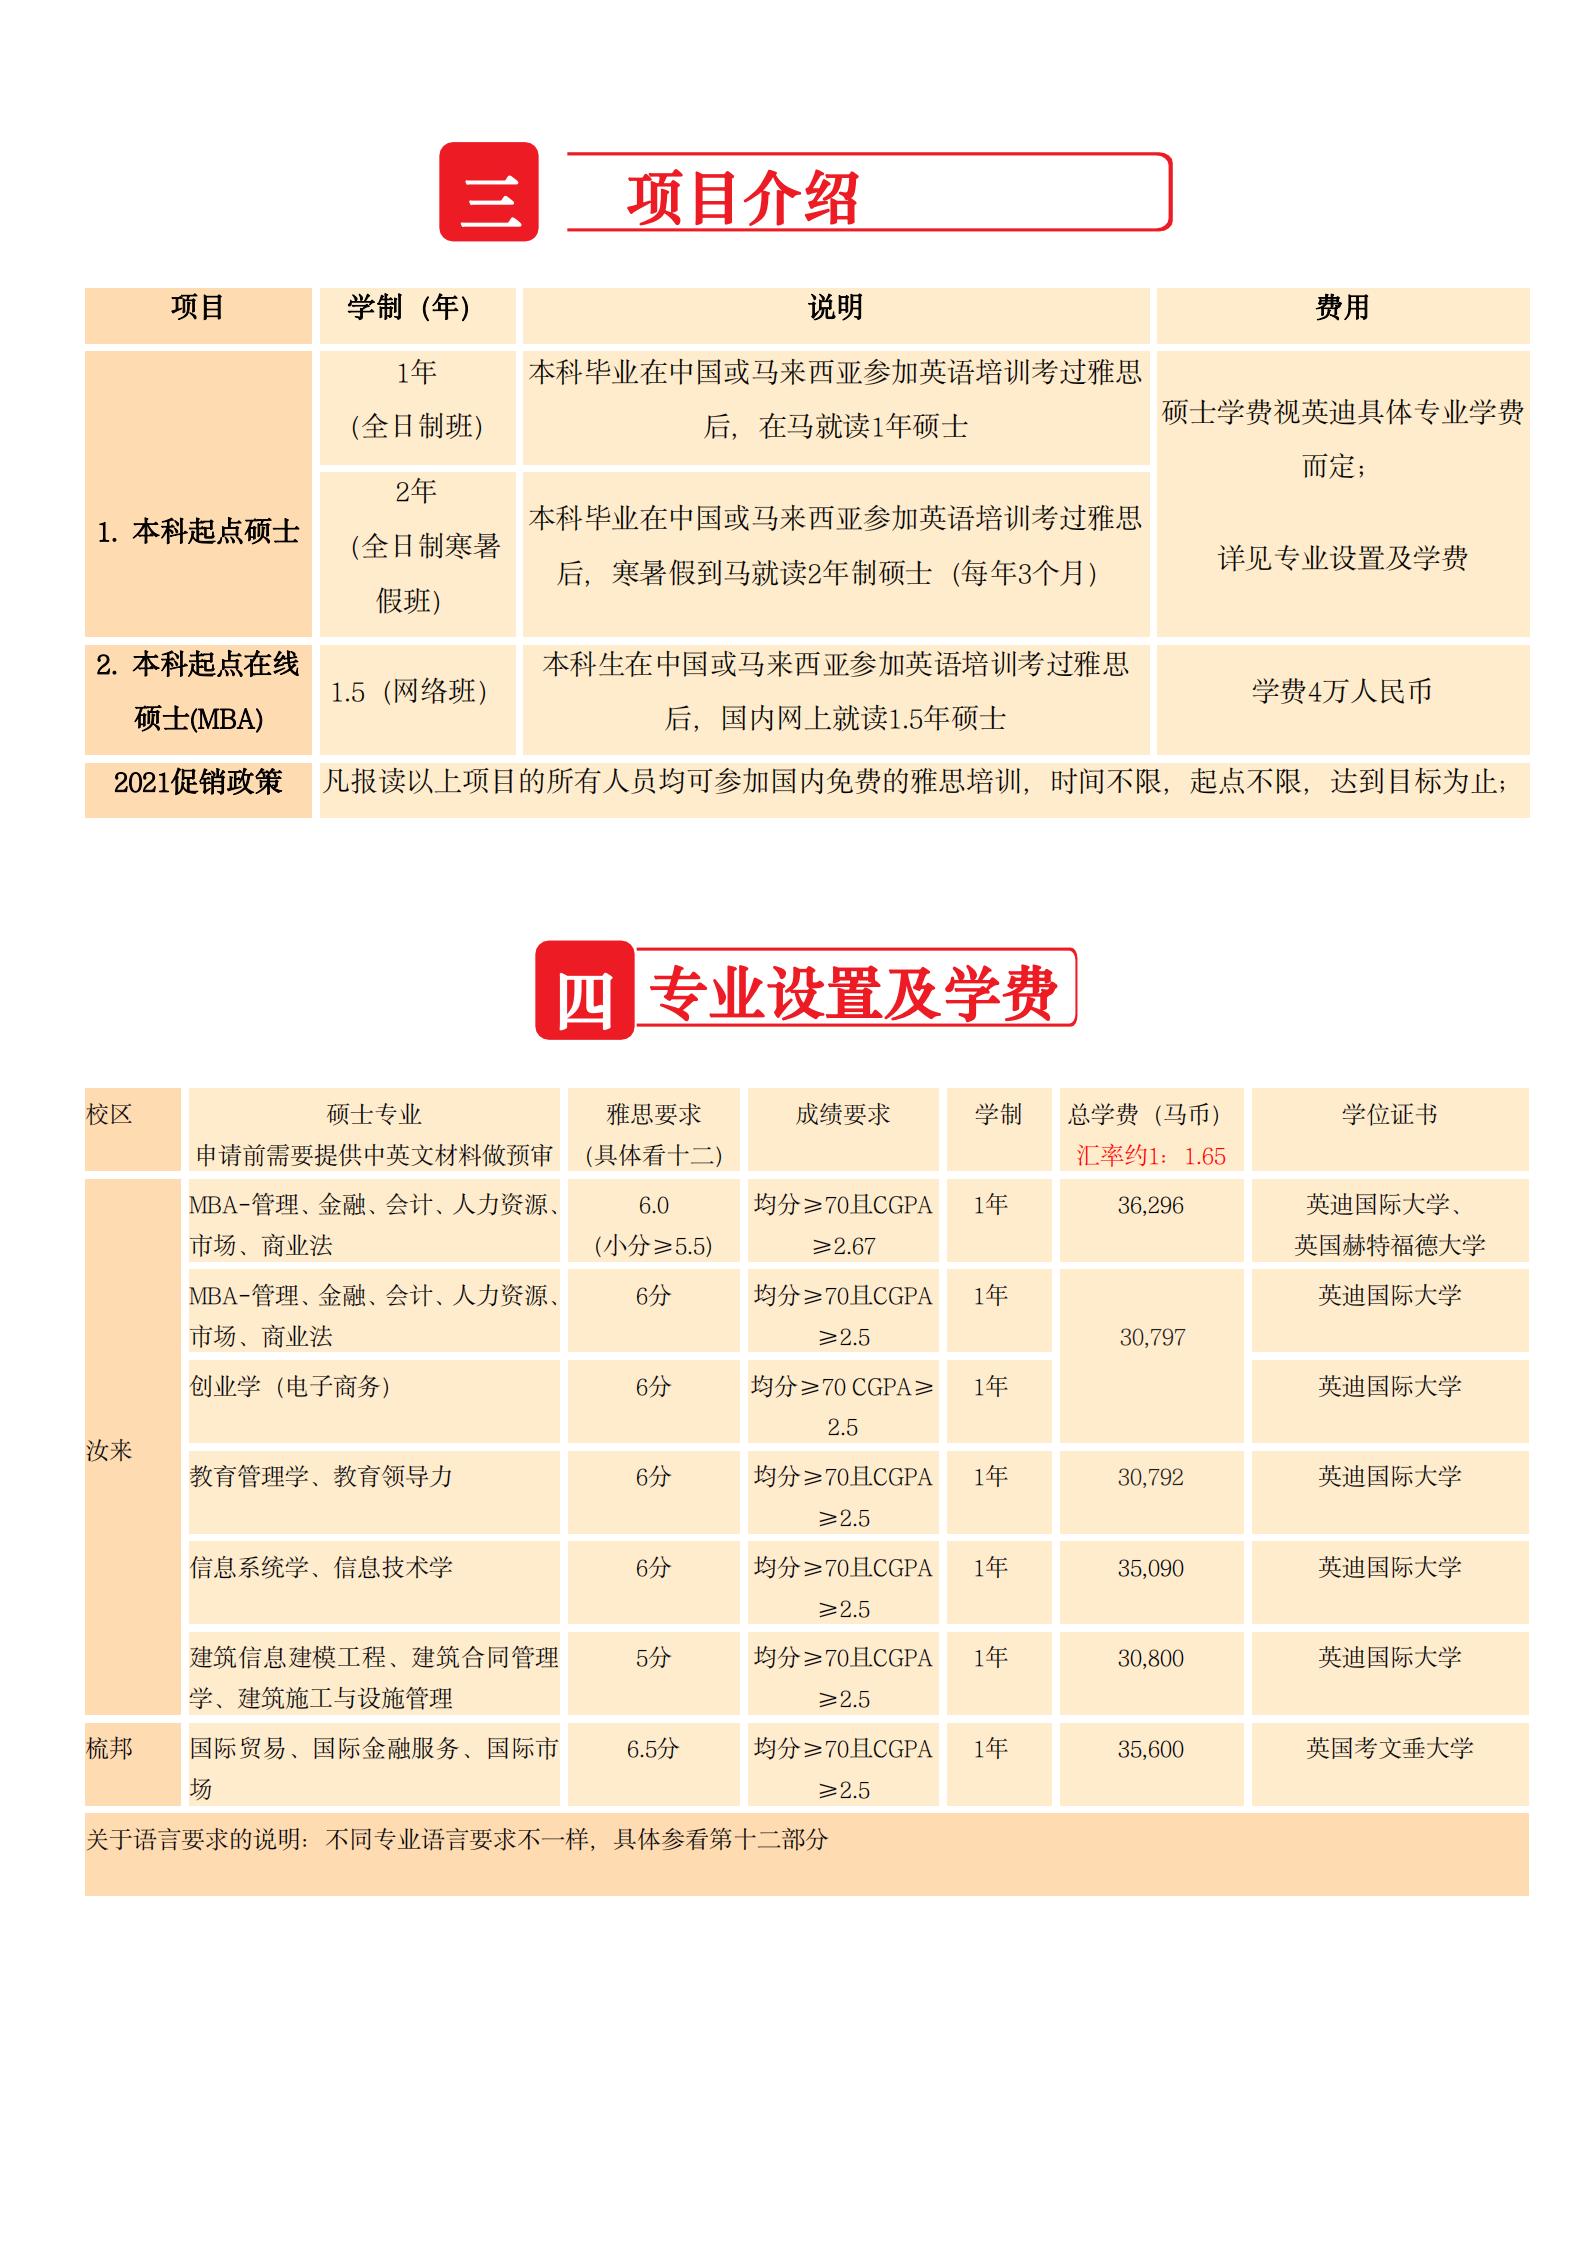 三 项目介绍
项目 学制（年） 说明 费用
1. 本科起点硕士
1年
（全日制班）
本科毕业在中国或马来西亚参加英语培训考过雅思
后，在马就读1年硕士
硕士学费视英迪具体专业学费
而定；
详见专业设置及学费
2年
（全日制寒暑
假班）
本科毕业在中国或马来西亚参加英语培训考过雅思
后，寒暑假到马就读2年制硕士（每年3个月）
2. 本科起点在线
硕士(MBA)
1.5（网络班）
本科生在中国或马来西亚参加英语培训考过雅思
后，国内网上就读1.5年硕士
学费4万人民币
2021促销政策
凡报读以上项目的所有人员均可参加国内免费的雅思培训，时间不限，起点不限，达到目标为止；
四 专业设置及学费
校区
硕士专业
申请前需要提供中英文材料做预审
雅思要求
（具体看十二）
成绩要求
学制
总学费（马币）
汇率约1：1.65
学位证书
汝来
MBA-管理、金融、会计、人力资源、
市场、商业法
6.0
（小分≥5.5）
均分≥70且CGPA
≥2.67
1年
36,296
英迪国际大学、
英国赫特福德大学
MBA-管理、金融、会计、人力资源、
市场、商业法
6分
均分≥70且CGPA
≥2.5
1年
30,797
英迪国际大学
创业学（电子商务）
6分
均分≥70 CGPA≥
2.5
1年
英迪国际大学
教育管理学、教育领导力
6分
均分≥70且CGPA
≥2.5
1年
30,792
英迪国际大学
信息系统学、信息技术学
6分
均分≥70且CGPA
≥2.5
1年
35,090
英迪国际大学
建筑信息建模工程、建筑合同管理
学、建筑施工与设施管理
5分
均分≥70且CGPA
≥2.5
1年
30,800
英迪国际大学
梳邦
国际贸易、国际金融服务、国际市
场
6.5分
均分≥70且CGPA
≥2.5
1年
35,600
英国考文垂大学
关于语言要求的说明：不同专业语言要求不一样，具体参看第十二部分